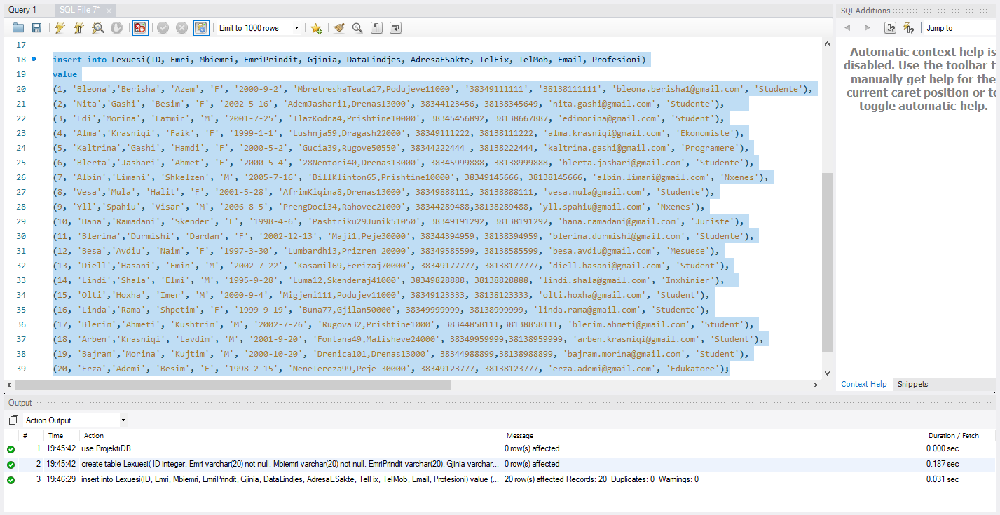 Query 1
SQL File 7*
Limit to 1000 rows
17
18 insert into Lexuesi(ID, Emri, Mbiemri, EmriPrindit, Gjinia, DataLindjes, AdresaESakte, TelFix, TelMob, Email, Profesioni)
19 value
20 (1, 'Bleona','Berisha', 'Azem', 'F', '2000-9-2', 'MbretreshaTeuta17,Podujeve11000', '38349111111', '38138111111', 'bleona.berisha1@gmail.com', 'Studente'),
21 (2, 'Nita','Gashi', 'Besim', 'F', '2002-5-16', 'AdemJashari1,Drenas13000', 38344123456, 38138345649, 'nita.gashi@gmail.com', 'Studente'),
22 (3, 'Edi','Morina', 'Fatmir', 'M', '2001-7-25', 'IlazKodra4,Prishtine10000', 38345456892, 38138667887, 'edimorina@gmail.com', 'Student'),
23 (4, 'Alma','Krasniqi', 'Faik', 'F', '1999-1-1', 'Lushnja59,Dragash22000', 38349111222, 38138111222, 'alma.krasniqi@gmail.com', 'Ekonomiste'),
24 (5, 'Kaltrina','Gashi', 'Hamdi', 'F', '2000-5-2', 'Gucia39,Rugove50550', 38344222444 , 38138222444, 'kaltrina.gashi@gmail.com', 'Programere'),
25 (6, 'Blerta','Jashari', 'Ahmet', 'F', '2000-5-4', '28Nentori40,Drenas13000', 38345999888, 38138999888, 'blerta.jashari@gmail.com', 'Studente'),
26 (7, 'Albin','Limani', 'Shkelzen', 'M', '2005-7-16', 'BillKlinton65,Prishtine10000', 38349145666, 38138145666, 'albin.limani@gmail.com', 'Nxenes'),
27 (8, 'Vesa','Mula', 'Halit', 'F', '2001-5-28', 'AfrimKiqina8,Drenas13000', 38349888111, 38138888111, 'vesa.mula@gmail.com', 'Studente'),
28 (9, 'Yll','Spahiu', 'Visar', 'M', '2006-8-5', 'PrengDoci34,Rahovec21000', 38344289488,38138289488, 'yll.spahiu@gmail.com', 'Nxenes'),
29 (10, 'Hana','Ramadani', 'Skender', 'F', '1998-4-6', 'Pashtriku29Junik51050', 38349191292, 38138191292, 'hana.ramadani@gmail.com', 'Juriste'),
30 (11, 'Blerina','Durmishi', 'Dardan', 'F', '2002-12-13', 'Maji1,Peje30000', 38344394959, 38138394959, 'blerina.durmishi@gmail.com', 'Studente'),
31 (12, 'Besa','Avdiu', 'Naim', 'F', '1997-3-30', 'Lumbardhi3,Prizren 20000', 38349585599, 38138585599, 'besa.avdiu@gmail.com', 'Mesuese'),
32 (13, 'Diell','Hasani', 'Emin', 'M', '2002-7-22', 'Kasamil69,Ferizaj70000', 38349177777, 38138177777, 'diell.hasani@gmail.com', 'Student'),
33 (14, 'Lindi','Shala', 'Elmi', 'M', '1995-9-28', 'Luma12,Skenderaj41000', 38349828888, 38138828888, 'lindi.shala@gmail.com', 'Inxhinier'),
34 (15, 'Olti','Hoxha', 'Imer', 'M', '2000-9-4', 'Migjeni111,Podujev11000', 38349123333, 38138123333, 'olti.hoxha@gmail.com', 'Student'),
35 (16, 'Linda','Rama', 'Shpetim', 'F', '1999-9-19', 'Buna77,Gjilan50000', 38349999999, 38138999999, 'linda.rama@gmail.com', 'Studente'),
36 (17, 'Blerim','Ahmeti', 'Kushtrim', 'M', '2002-7-26', 'Rugova32,Prishtine1000', 38344858111,38138858111, 'blerim.ahmeti@gmail.com', 'Student'),
37 (18, 'Arben','Krasniqi', 'Lavdim', 'M', '2001-9-20', 'Fontana49,Malisheve24000', 38349959999,38138959999, 'arben.krasniqi@gmail.com', 'Student'),
38 (19, 'Bajram','Morina', 'Kujtim', 'M', '2000-10-20', 'Drenica101,Drenas13000', 38344988899,38138988899, 'bajram.morina@gmail.com', 'Student'),
39 (20, 'Erza','Ademi', 'Besim', 'F', '1998-2-15', 'NeneTereza99,Peje 30000', 38349123777, 38138123777, 'erza.ademi@gmail.com', 'Edukatore');
SQLAdditions
Jump to
Automatic context help is
disabled. Use the toolbar t
manually get help for the
current caret position or to
toggle automatic help.
Context Help
Snippets
Output
Action Output
# Time Action Message Duration / Fetch
1 19:45:42 use ProjektiDB 0 row(s) affected 0.000 sec
2 19:45:42 create table Lexuesi( ID integer, Emri varchar(20) not null, Mbiemri varchar(20) not null, EmriPrindit varchar(20), Gjinia varchar... 0 row(s) affected 0.187 sec
3 19:46:29 insert into Lexuesi(ID, Emri, Mbiemri, EmriPrindit, Gjinia, DataLindjes, AdresaESakte, TelFix, TelMob, Email, Profesioni) value (... 20 row(s) affected Records: 20 Duplicates: 0 Warnings: 0 0.031 sec